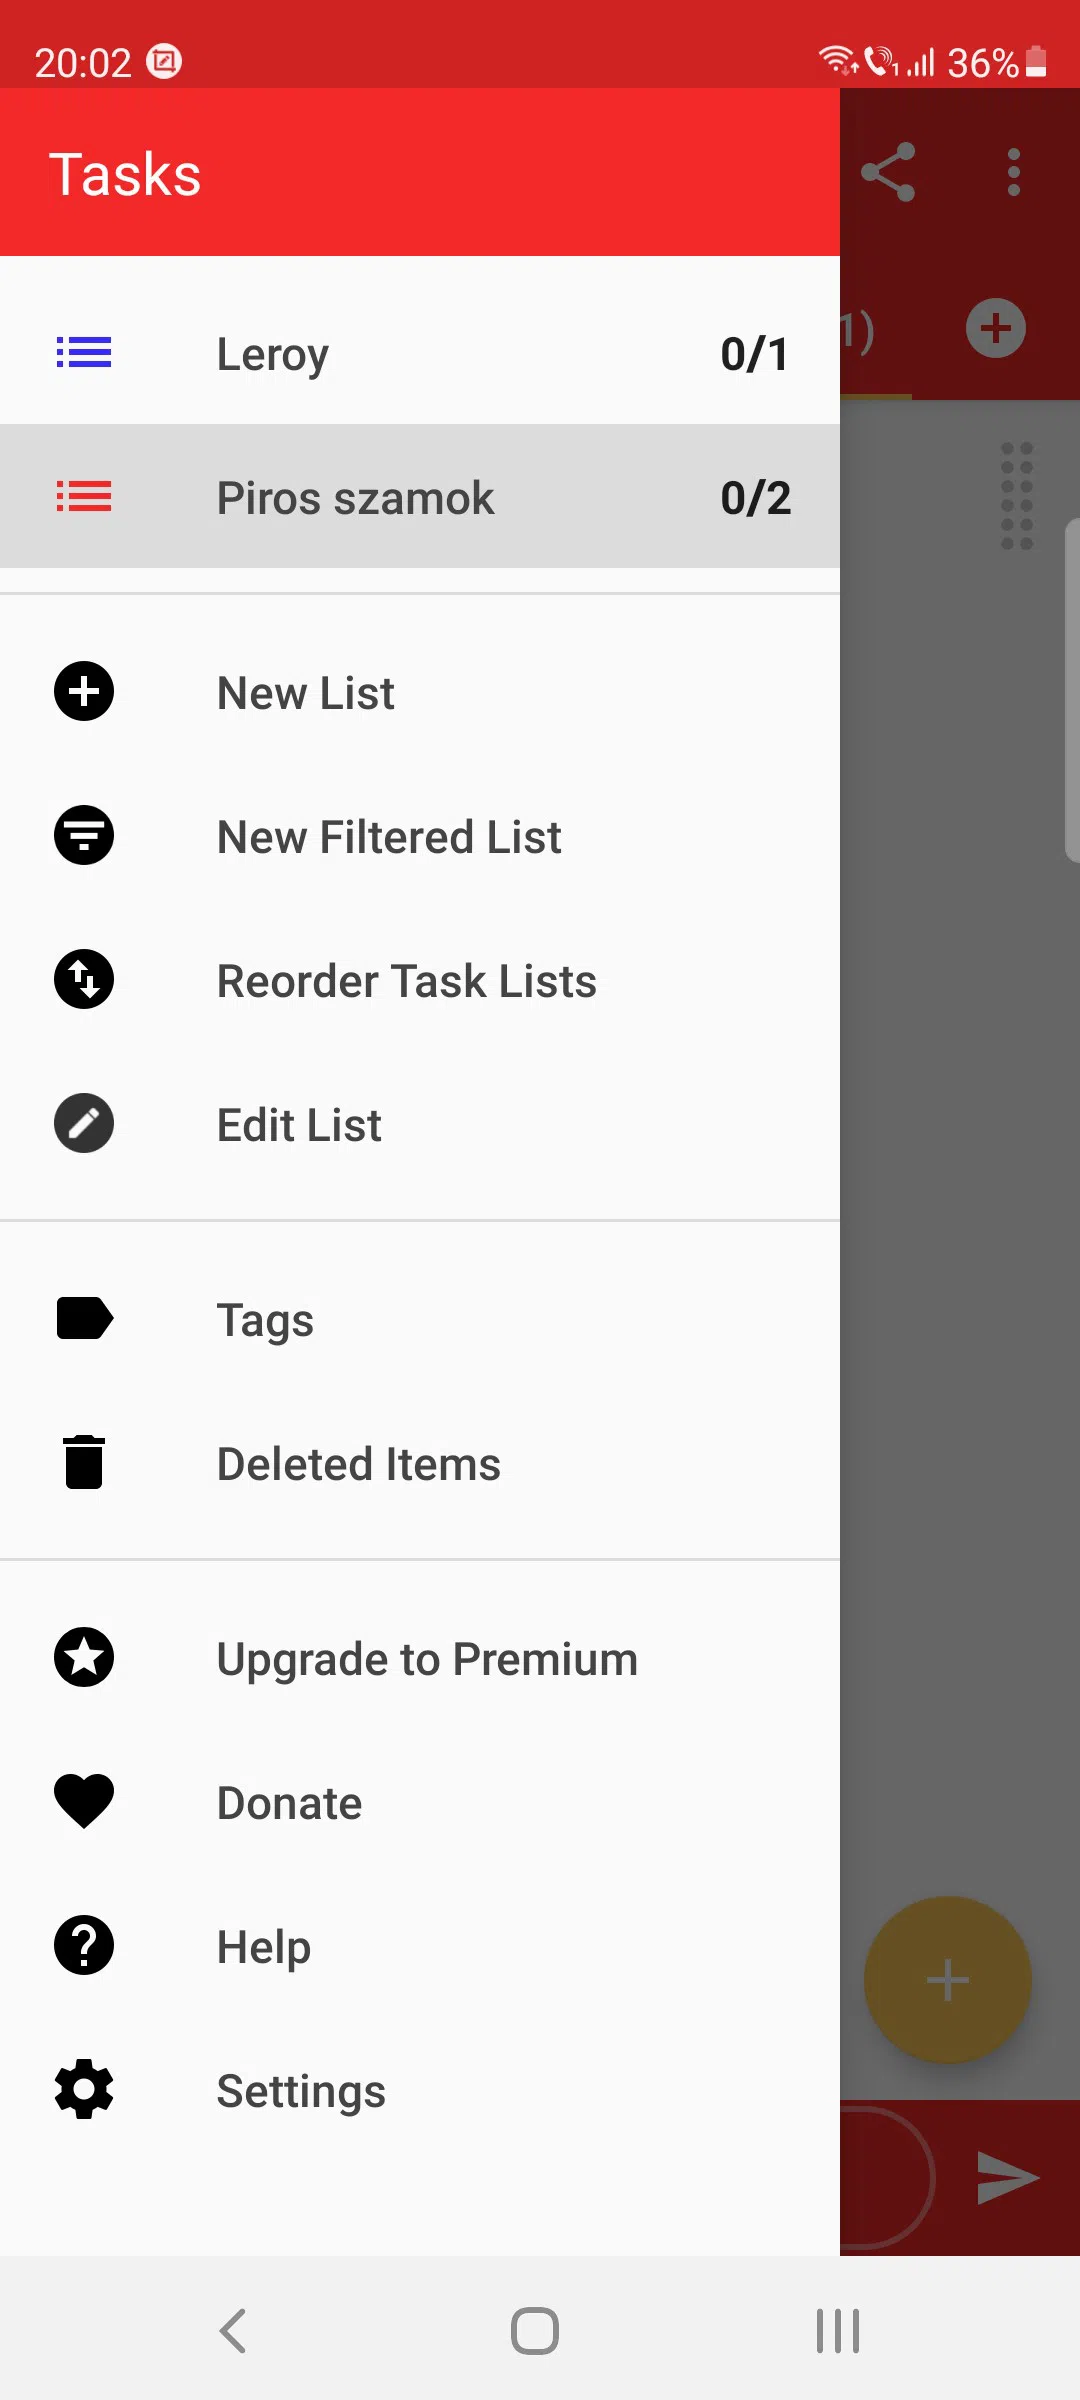 20:02
1
36%
Tasks
Leroy 0/1
1)
Piros szamok 0/2
New List
New Filtered List
Reorder Task Lists
Edit List
Tags
Deleted Items
Upgrade to Premium
Donate
Help
Settings